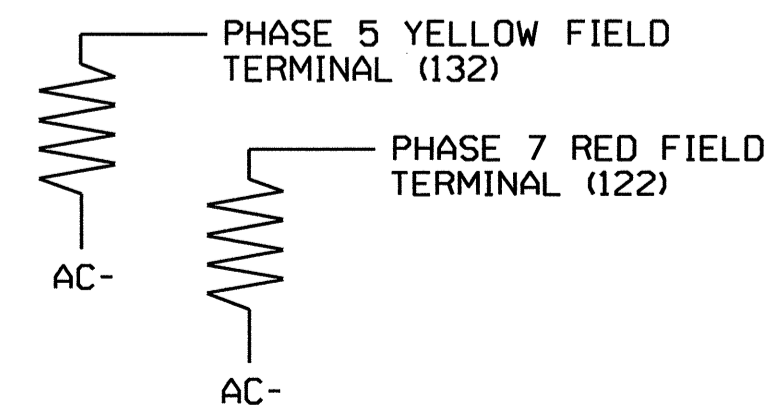 PHASE 5 YELLOW FIELD
TERMINAL (132)
PHASE 7 RED FIELD
TERMINAL (122)
AC-
AC-